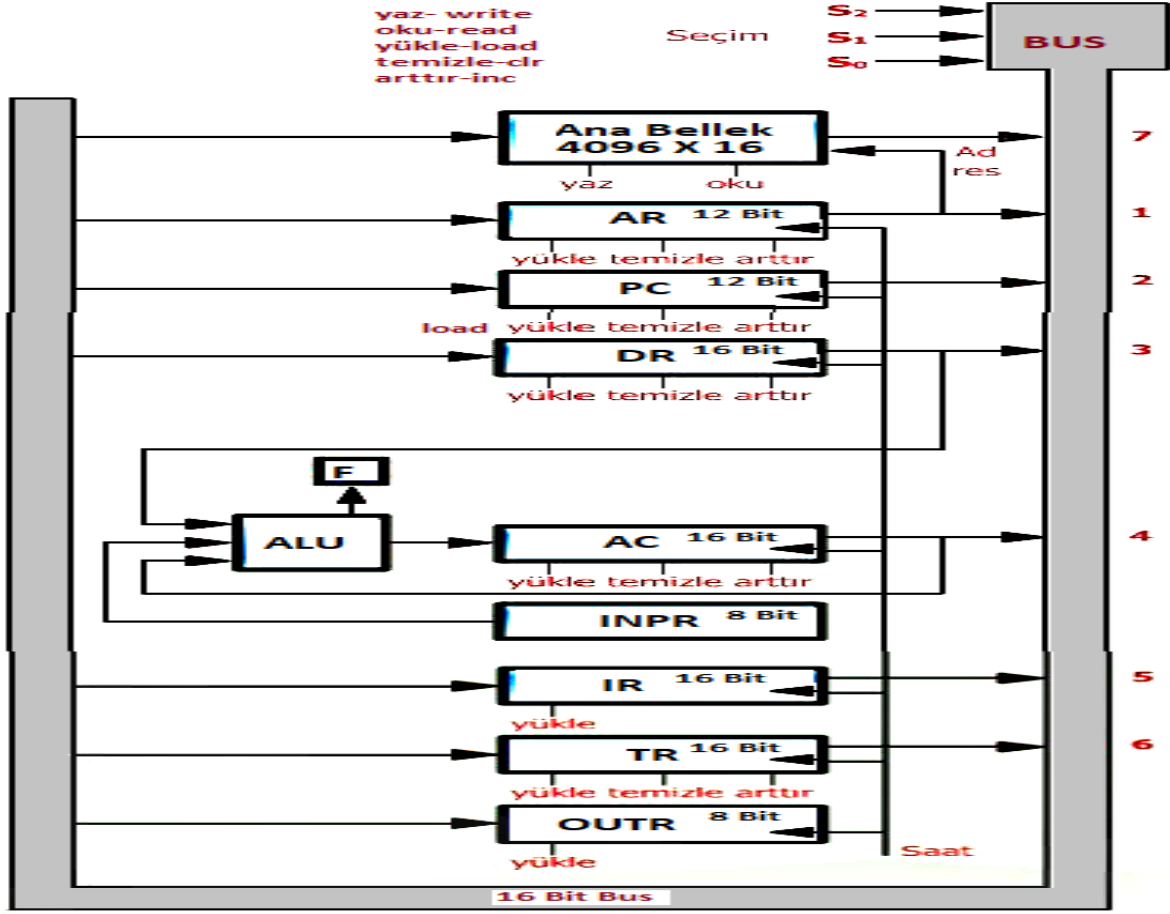 yaz- write
oku-read
yükle-load
temizle-clr
arttır-inc
Seçim
S₂
S₁
S₀
BUS
Ana Bellek
4096 X 16
yaz oku
Ad
res
7
AR 12 Bit
1
yükle temizle arttır
PC 12 Bit
2
load yükle temizle arttır
DR 16 Bit
3
yükle temizle arttır
F
ALU
AC 16 Bit
4
yükle temizle arttır
INPR 8 Bit
IR 16 Bit
5
yükle
TR 16 Bit
6
yükle temizle arttır
OUTR 8 Bit
yükle
Saat
16 Bit Bus